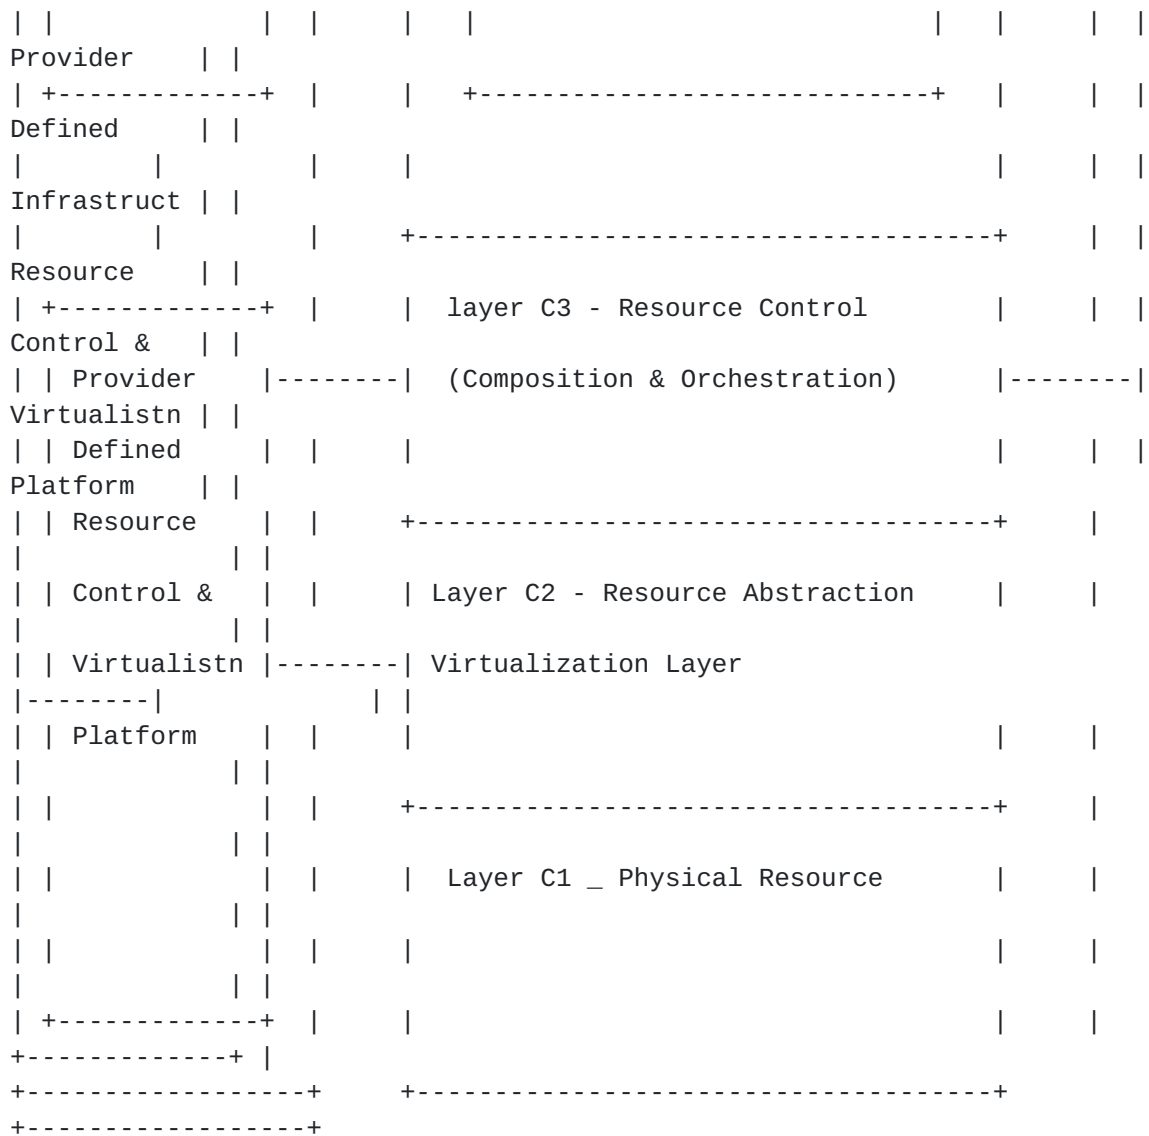 | |             |  |     |   |                             |   |     |  |
Provider    | |
| +-------------+  |     |   +-----------------------------+   |     |  |
Defined     | |
|        |         |     |                                     |     |  |
Infrastruct | |
|        |         |     +-------------------------------------+     |  |
Resource    | |
| +-------------+  |     |  layer C3 - Resource Control        |     |  |
Control &   | |
| | Provider    |--------|  (Composition & Orchestration)      |--------|
Virtualistn | |
| | Defined     |  |     |                                     |     |  |
Platform    | |
| | Resource    |  |     +-------------------------------------+     |
|             | |
| | Control &   |  |     | Layer C2 - Resource Abstraction     |     |
|             | |
| | Virtualistn |--------| Virtualization Layer
|--------|             | |
| | Platform    |  |     |                                     |     |
|             | |
| |             |  |     +-------------------------------------+     |
|             | |
| |             |  |     |  Layer C1 _ Physical Resource       |     |
|             | |
| |             |  |     |                                     |     |
|             | |
| +-------------+  |     |                                     |     |
+-------------+ |
+------------------+     +-------------------------------------+
+------------------+